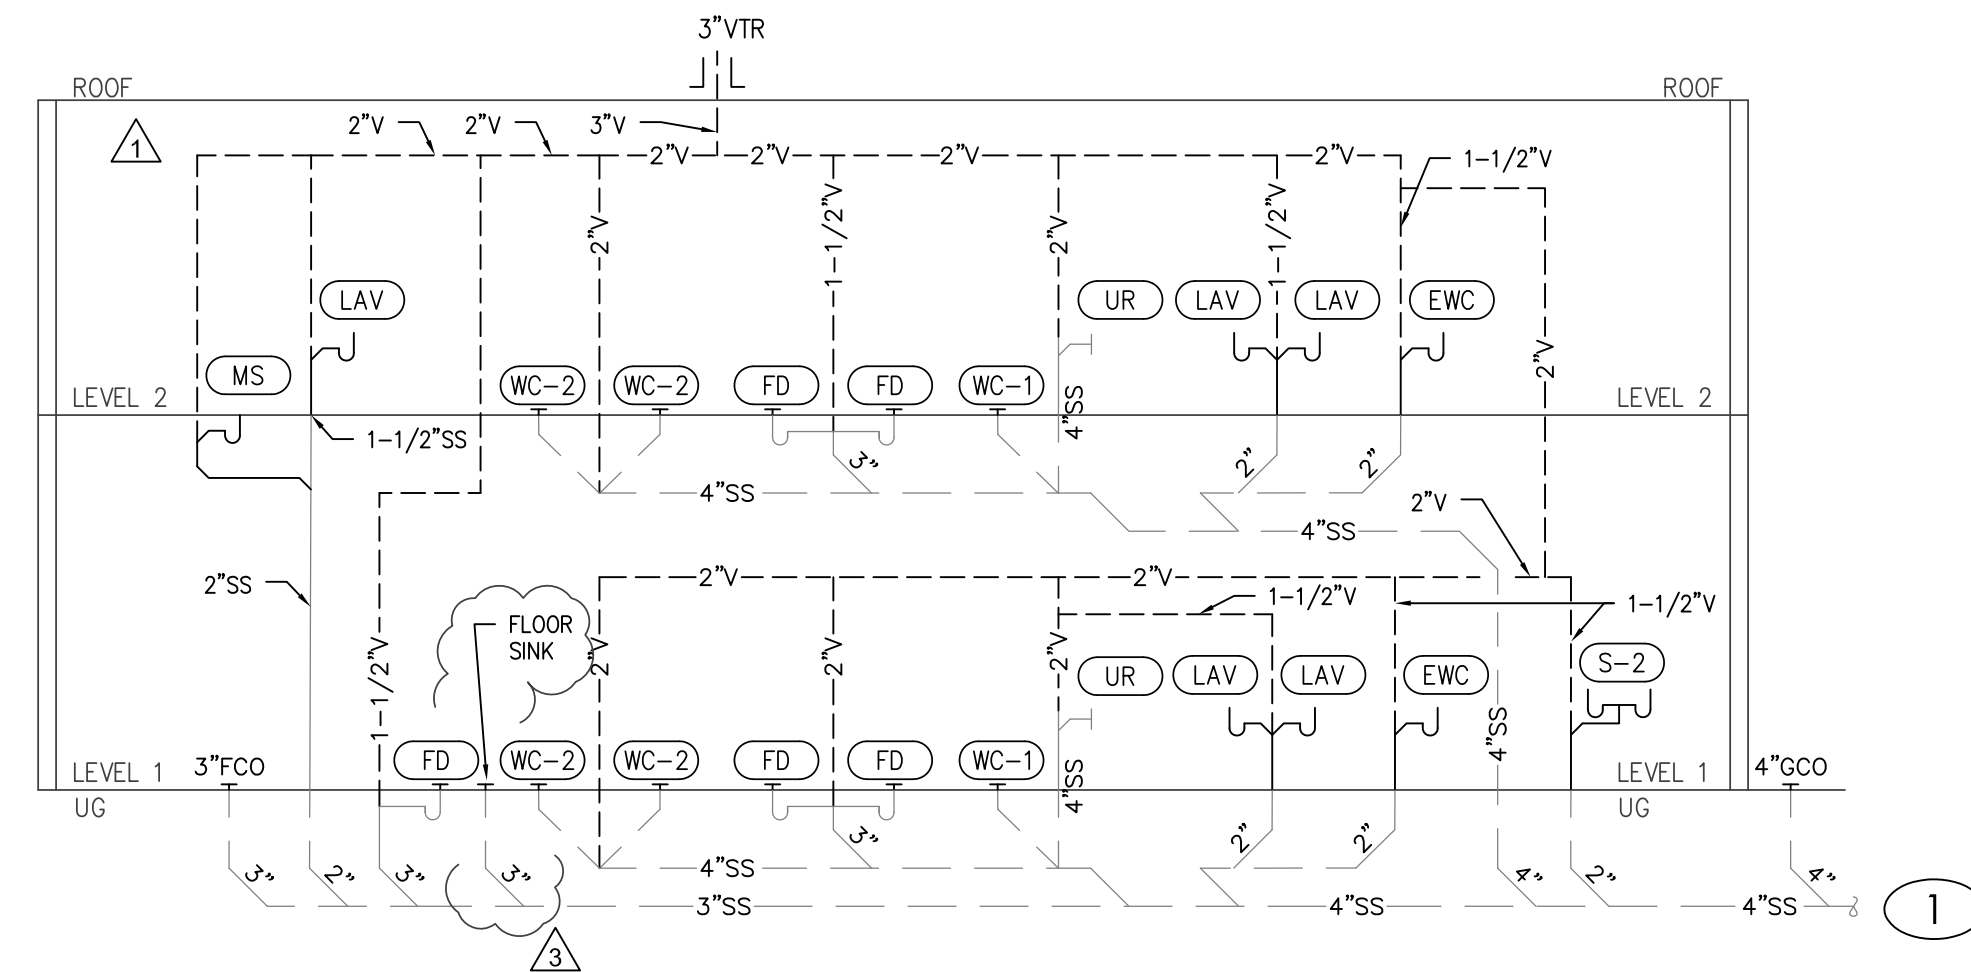 3”VTR
ROOF
ROOF
1
2”V
2”V
3”V
2”V
2”V
2”V
2”V
1-1/2”V
2”V
1-1/2”V
2”V
1-1/2”V
LAV
UR
LAV
LAV
EWC
MS
WC-2
WC-2
FD
FD
WC-1
2”V
LEVEL 2
4”SS
LEVEL 2
1-1/2”SS
3”
2”
2”
4”SS
2”V
4”SS
2”SS
2”V
2”V
1-1/2”V
1-1/2”V
FLOOR
SINK
1-1/2”V
2”V
2”V
2”V
UR
LAV
LAV
EWC
S-2
4”SS
FD
WC-2
WC-2
FD
FD
WC-1
LEVEL 1
3”FCO
4”SS
LEVEL 1
4”GCO
UG
UG
3”
2”
2”
3”
2”
3”
3”
4”SS
4”
2”
4”
3”SS
4”SS
4”SS
1
3